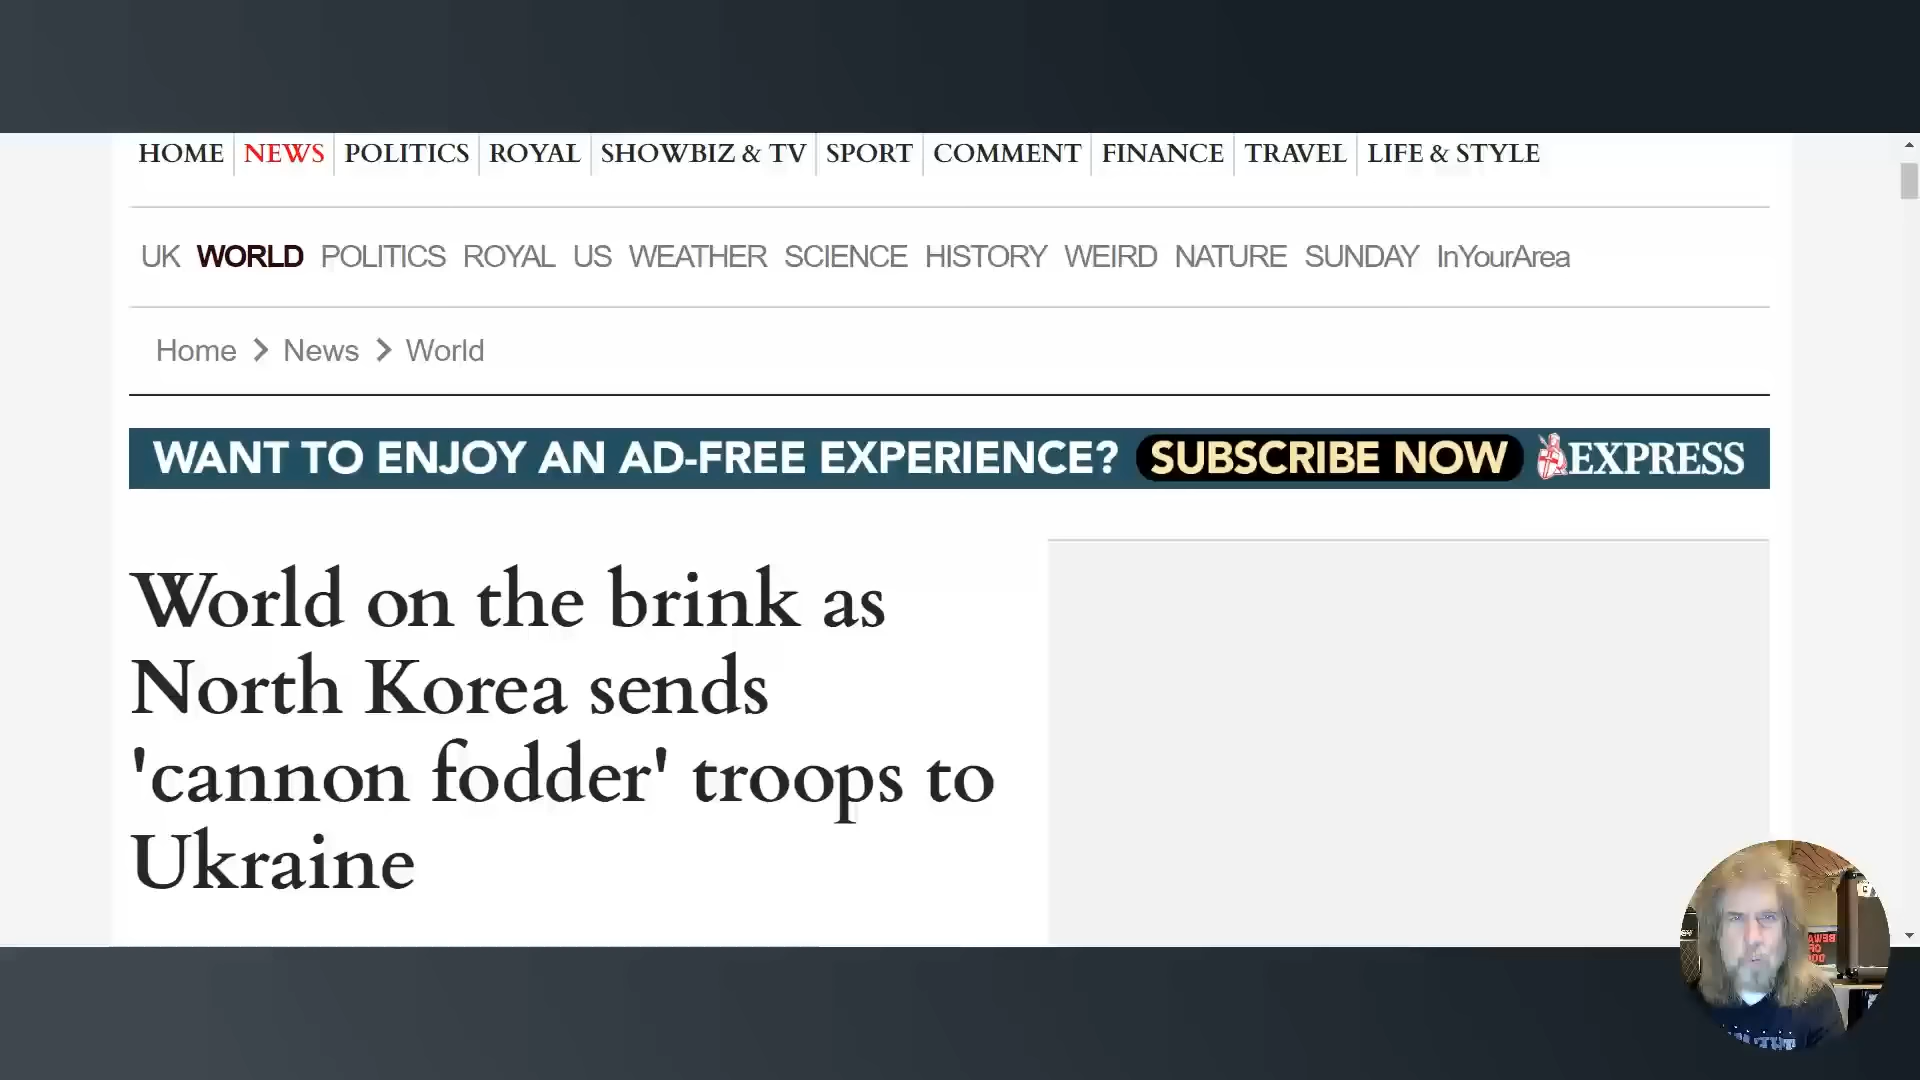 HOME NEWS POLITICS ROYAL SHOWBIZ & TV SPORT COMMENT FINANCE TRAVEL LIFE & STYLE
UK WORLD POLITICS ROYAL US WEATHER SCIENCE HISTORY WEIRD NATURE SUNDAY InYourArea
Home > News > World
WANT TO ENJOY AN AD-FREE EXPERIENCE? SUBSCRIBE NOW EXPRESS
World on the brink as
North Korea sends
'cannon fodder' troops to
Ukraine